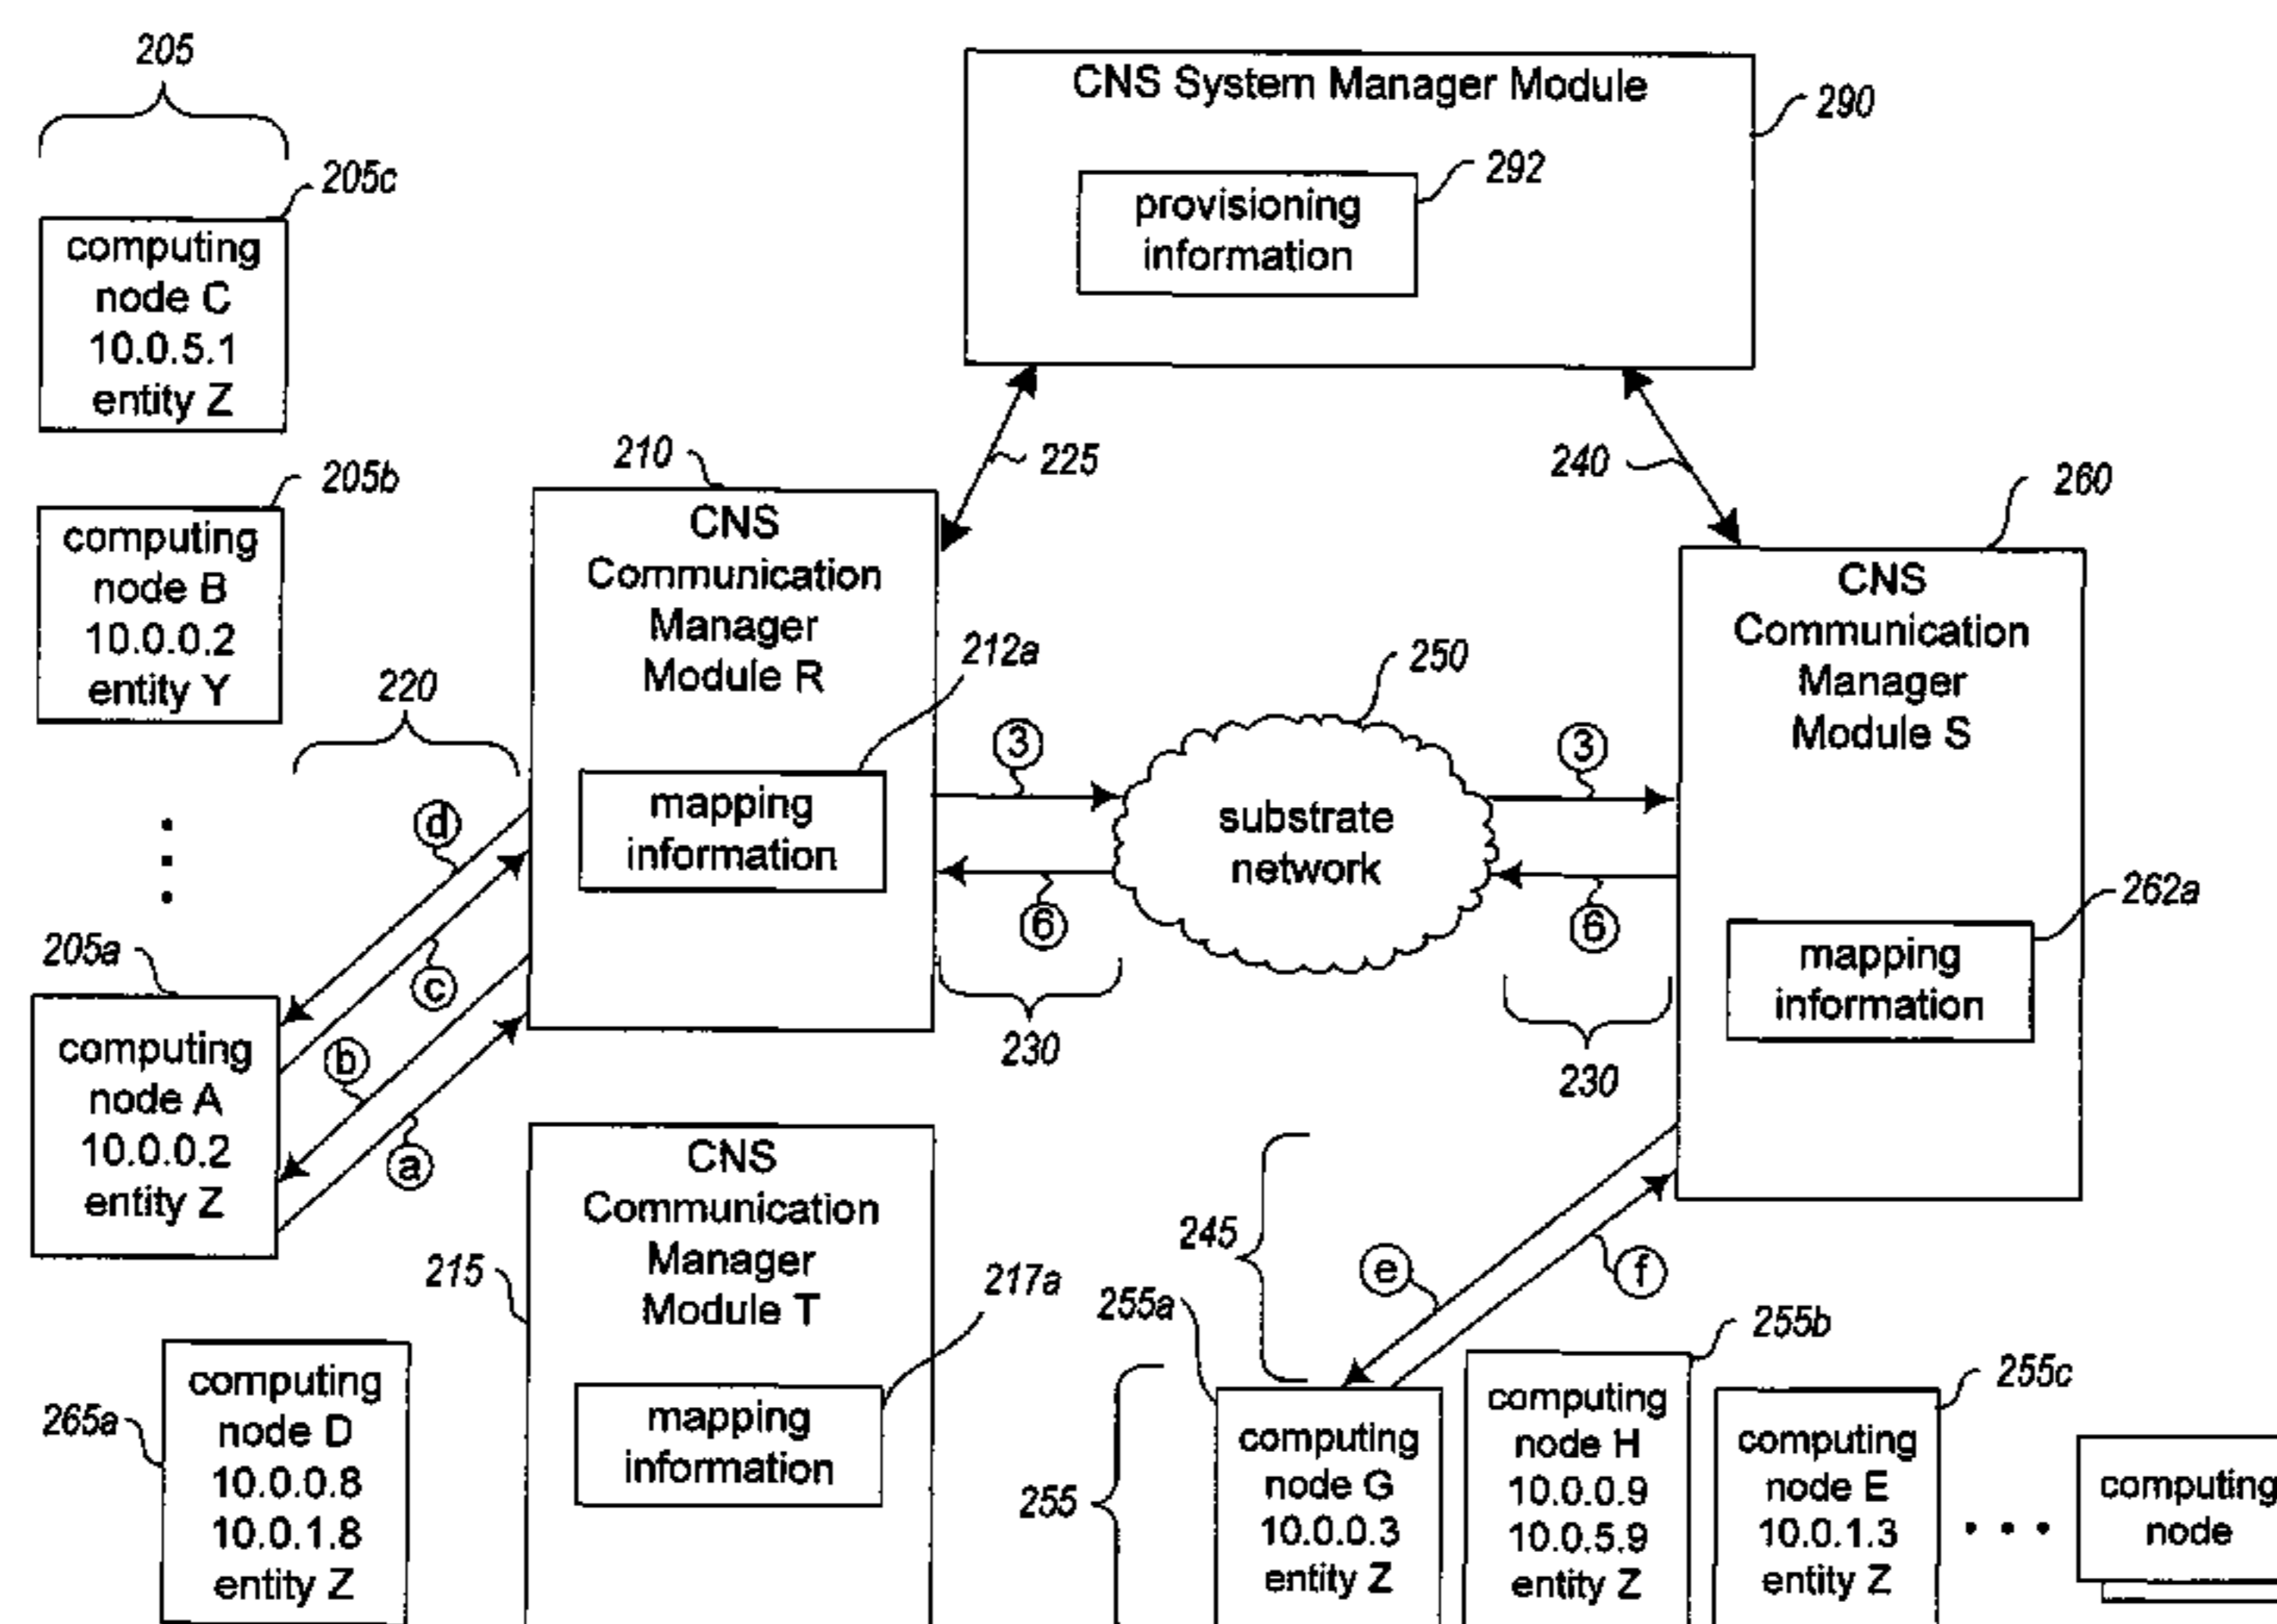 205
CNS System Manager Module
290
provisioning
information
292
205c
computing
node C
10.0.5.1
entity Z
205b
computing
node B
10.0.0.2
entity Y
210
225
240
260
CNS
Communication
Manager
Module R
212a
mapping
information
220
d
c
b
a
205a
computing
node A
10.0.0.2
entity Z
3
6
230
250
substrate
network
3
6
230
CNS
Communication
Manager
Module S
262a
mapping
information
215
CNS
Communication
Manager
Module T
217a
mapping
information
265a
computing
node D
10.0.0.8
10.0.1.8
entity Z
245
e
f
255
255a
computing
node G
10.0.0.3
entity Z
255b
computing
node H
10.0.0.9
10.0.5.9
entity Z
255c
computing
node E
10.0.1.3
entity Z
computing
node